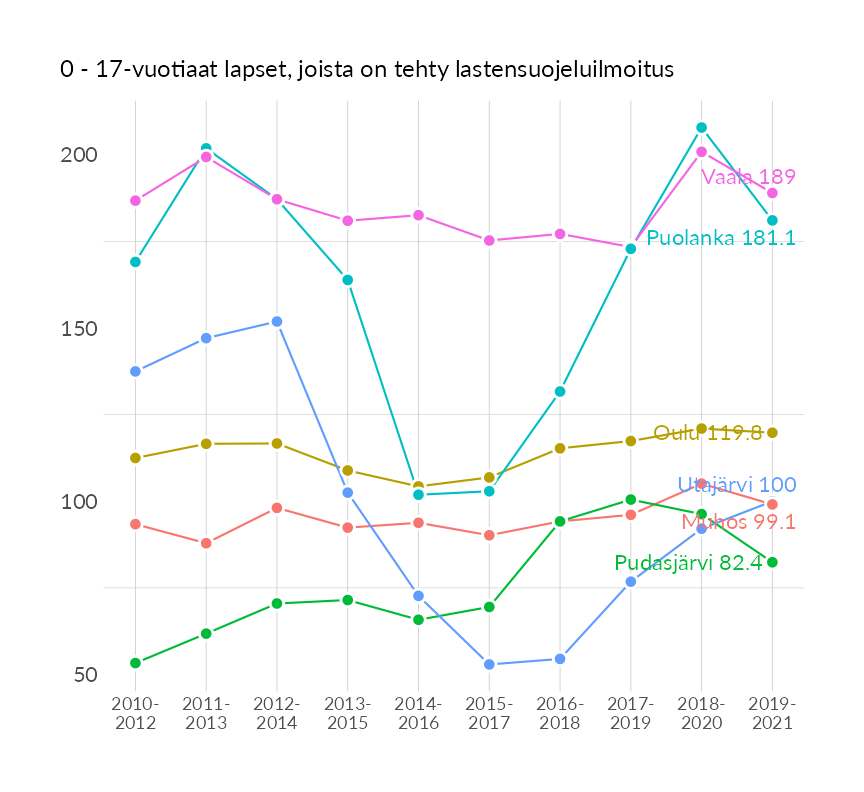 0 - 17-vuotiaat lapset, joista on tehty lastensuojeluilmoitus
200
150
100
50
Vaala 189
Puolanka 181.1
Oulu 119.8
Utajärvi 100
Muhos 99.1
Pudasjärvi 82.4
2010- 2011- 2012- 2013- 2014- 2015- 2016- 2017- 2018- 2019-
2012 2013 2014 2015 2016 2017 2018 2019 2020 2021